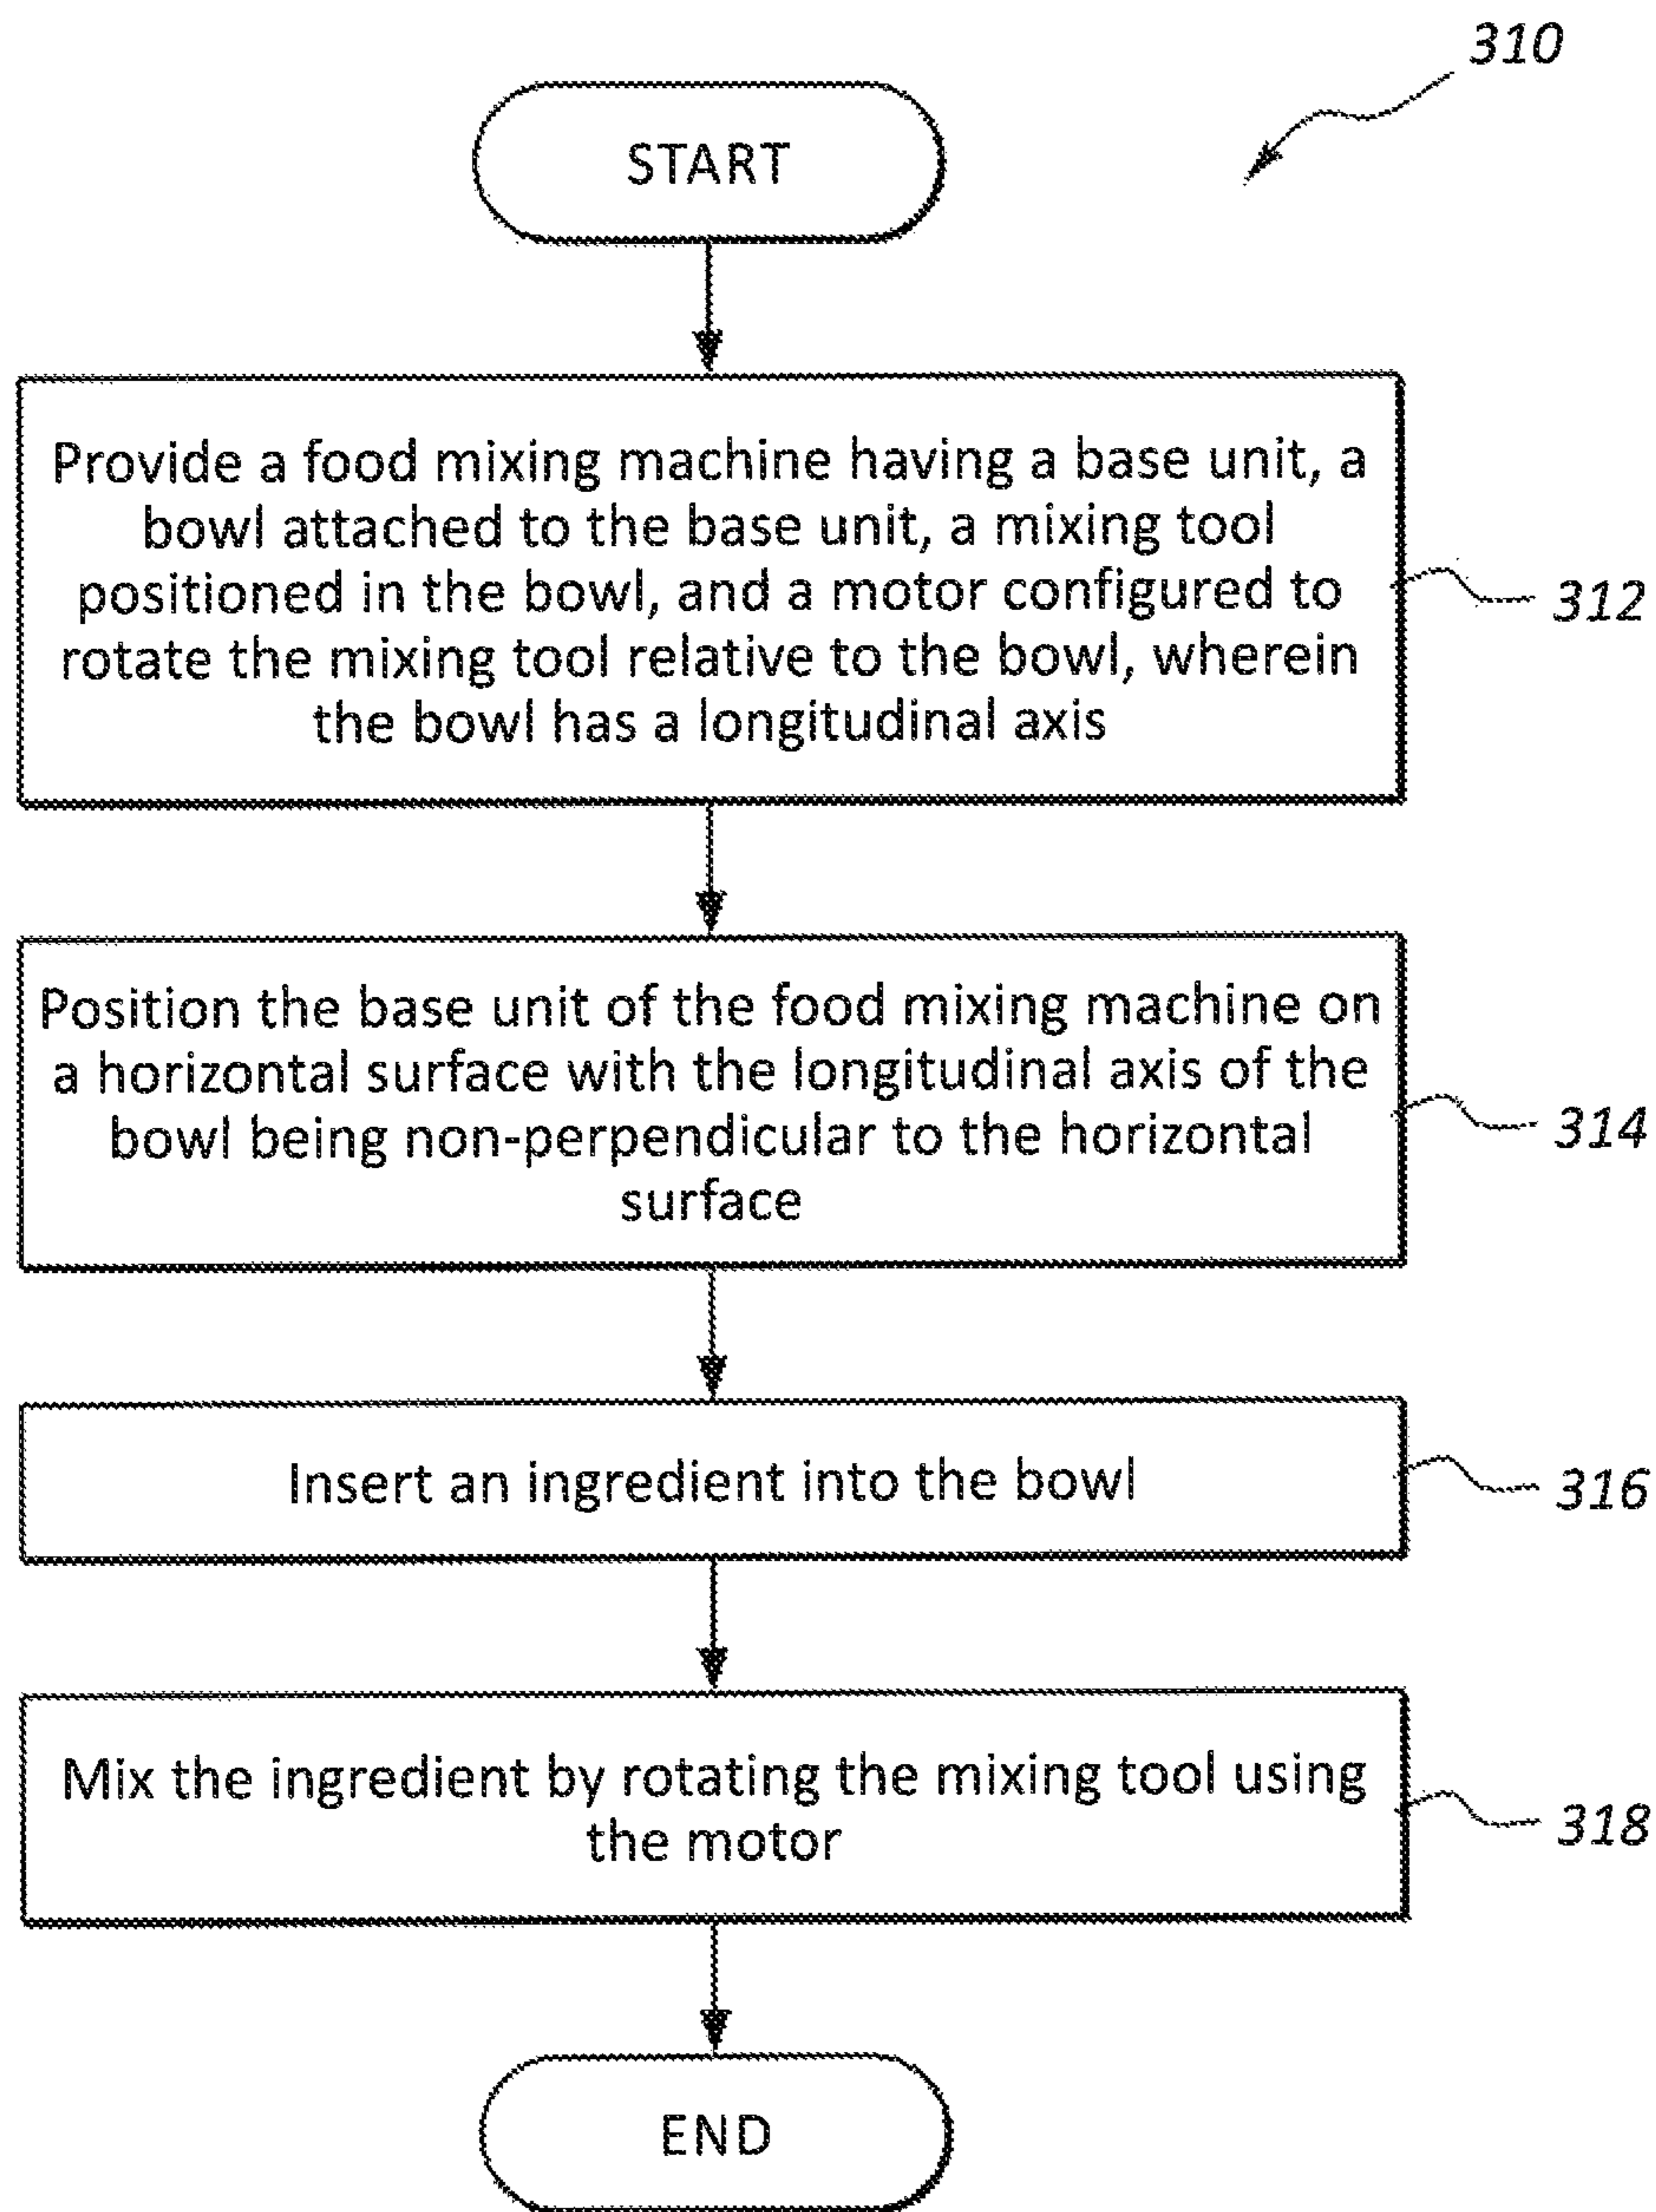 310
START
Provide a food mixing machine having a base unit, a
bowl attached to the base unit, a mixing tool
positioned in the bowl, and a motor configured to
rotate the mixing tool relative to the bowl, wherein
the bowl has a longitudinal axis
312
Position the base unit of the food mixing machine on
a horizontal surface with the longitudinal axis of the
bowl being non-perpendicular to the horizontal
surface
314
Insert an ingredient into the bowl
316
Mix the ingredient by rotating the mixing tool using
the motor
318
END